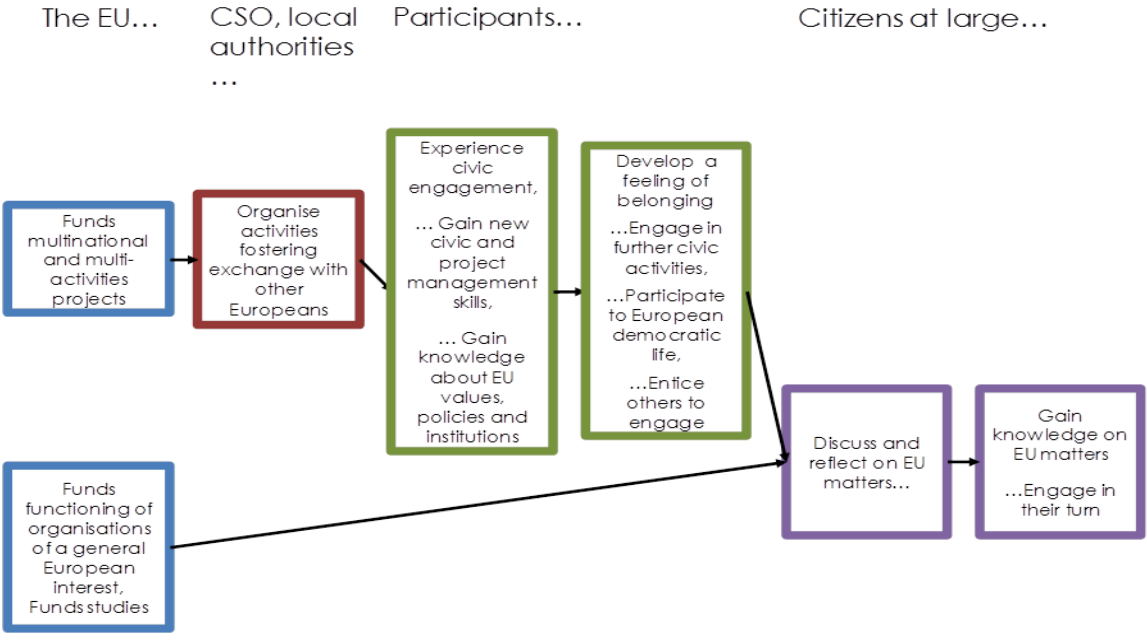 The EU…
CSO, local
authorities
…
Participants…
Citizens at large…
Funds
multinational
and multi-
activities
projects
Organise
activities
fostering
exchange with
other
Europeans
Experience
civic
engagement,
… Gain new
civic and
project
management
skills,
… Gain
knowledge
about EU
values,
policies and
institutions
Develop a
feeling of
belonging
…Engage in
further civic
activities,
…Participate
to European
democratic
life,
…Entice
others to
engage
Discuss and
reflect on EU
matters…
Gain
knowledge on
EU matters
…Engage in
their turn
Funds
functioning of
organisations
of a general
European
interest,
Funds studies